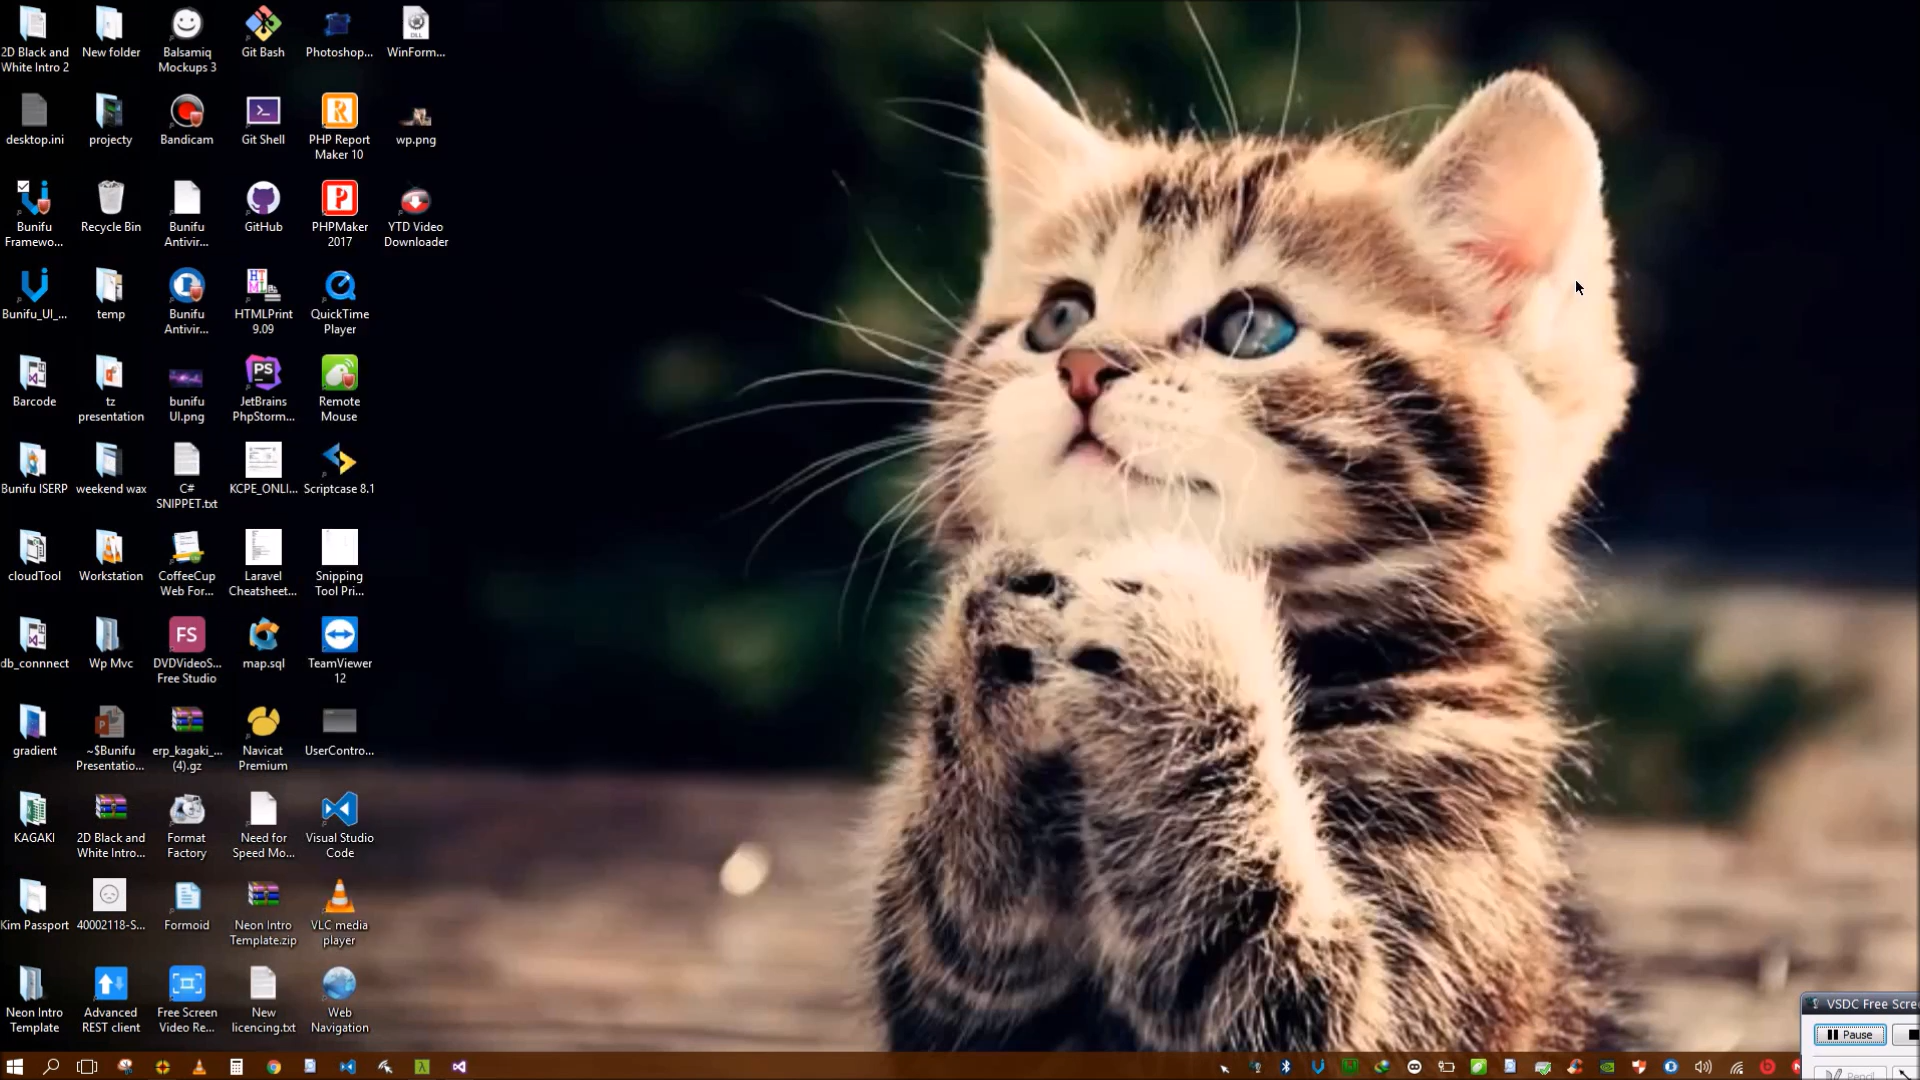 2D Black and
White Intro 2
New folder
Balsamiq
Mockups 3
Git Bash
Photoshop...
WinForm...
desktop.ini
projecty
Bandicam
Git Shell
PHP Report
Maker 10
wp.png
Bunifu
Framewo...
Recycle Bin
Bunifu
Antivir...
GitHub
PHPMaker
2017
YTD Video
Downloader
Bunifu_UI_...
temp
Bunifu
Antivir...
HTMLPrint
9.09
QuickTime
Player
Barcode
tz
presentation
bunifu
UI.png
JetBrains
PhpStorm...
Remote
Mouse
Bunifu ISERP
weekend wax
C#
SNIPPET.txt
KCPE_ONLI...
Scriptcase 8.1
cloudTool
Workstation
CoffeeCup
Web For...
Laravel
Cheatsheet...
Snipping
Tool Pri...
db_connnect
Wp Mvc
FS
DVDVideoS...
Free Studio
map.sql
TeamViewer
12
gradient
~$Bunifu
Presentatio...
erp_kagaki_...
(4).gz
Navicat
Premium
UserContro...
KAGAKI
2D Black and
White Intro...
Format
Factory
Need for
Speed Mo...
Visual Studio
Code
Kim Passport
40002118-S...
Formoid
Neon Intro
Template.zip
VLC media
player
Neon Intro
Template
Advanced
REST client
Free Screen
Video Re...
New
licencing.txt
Web
Navigation
VSDC Free Scre
Pause
Pencil